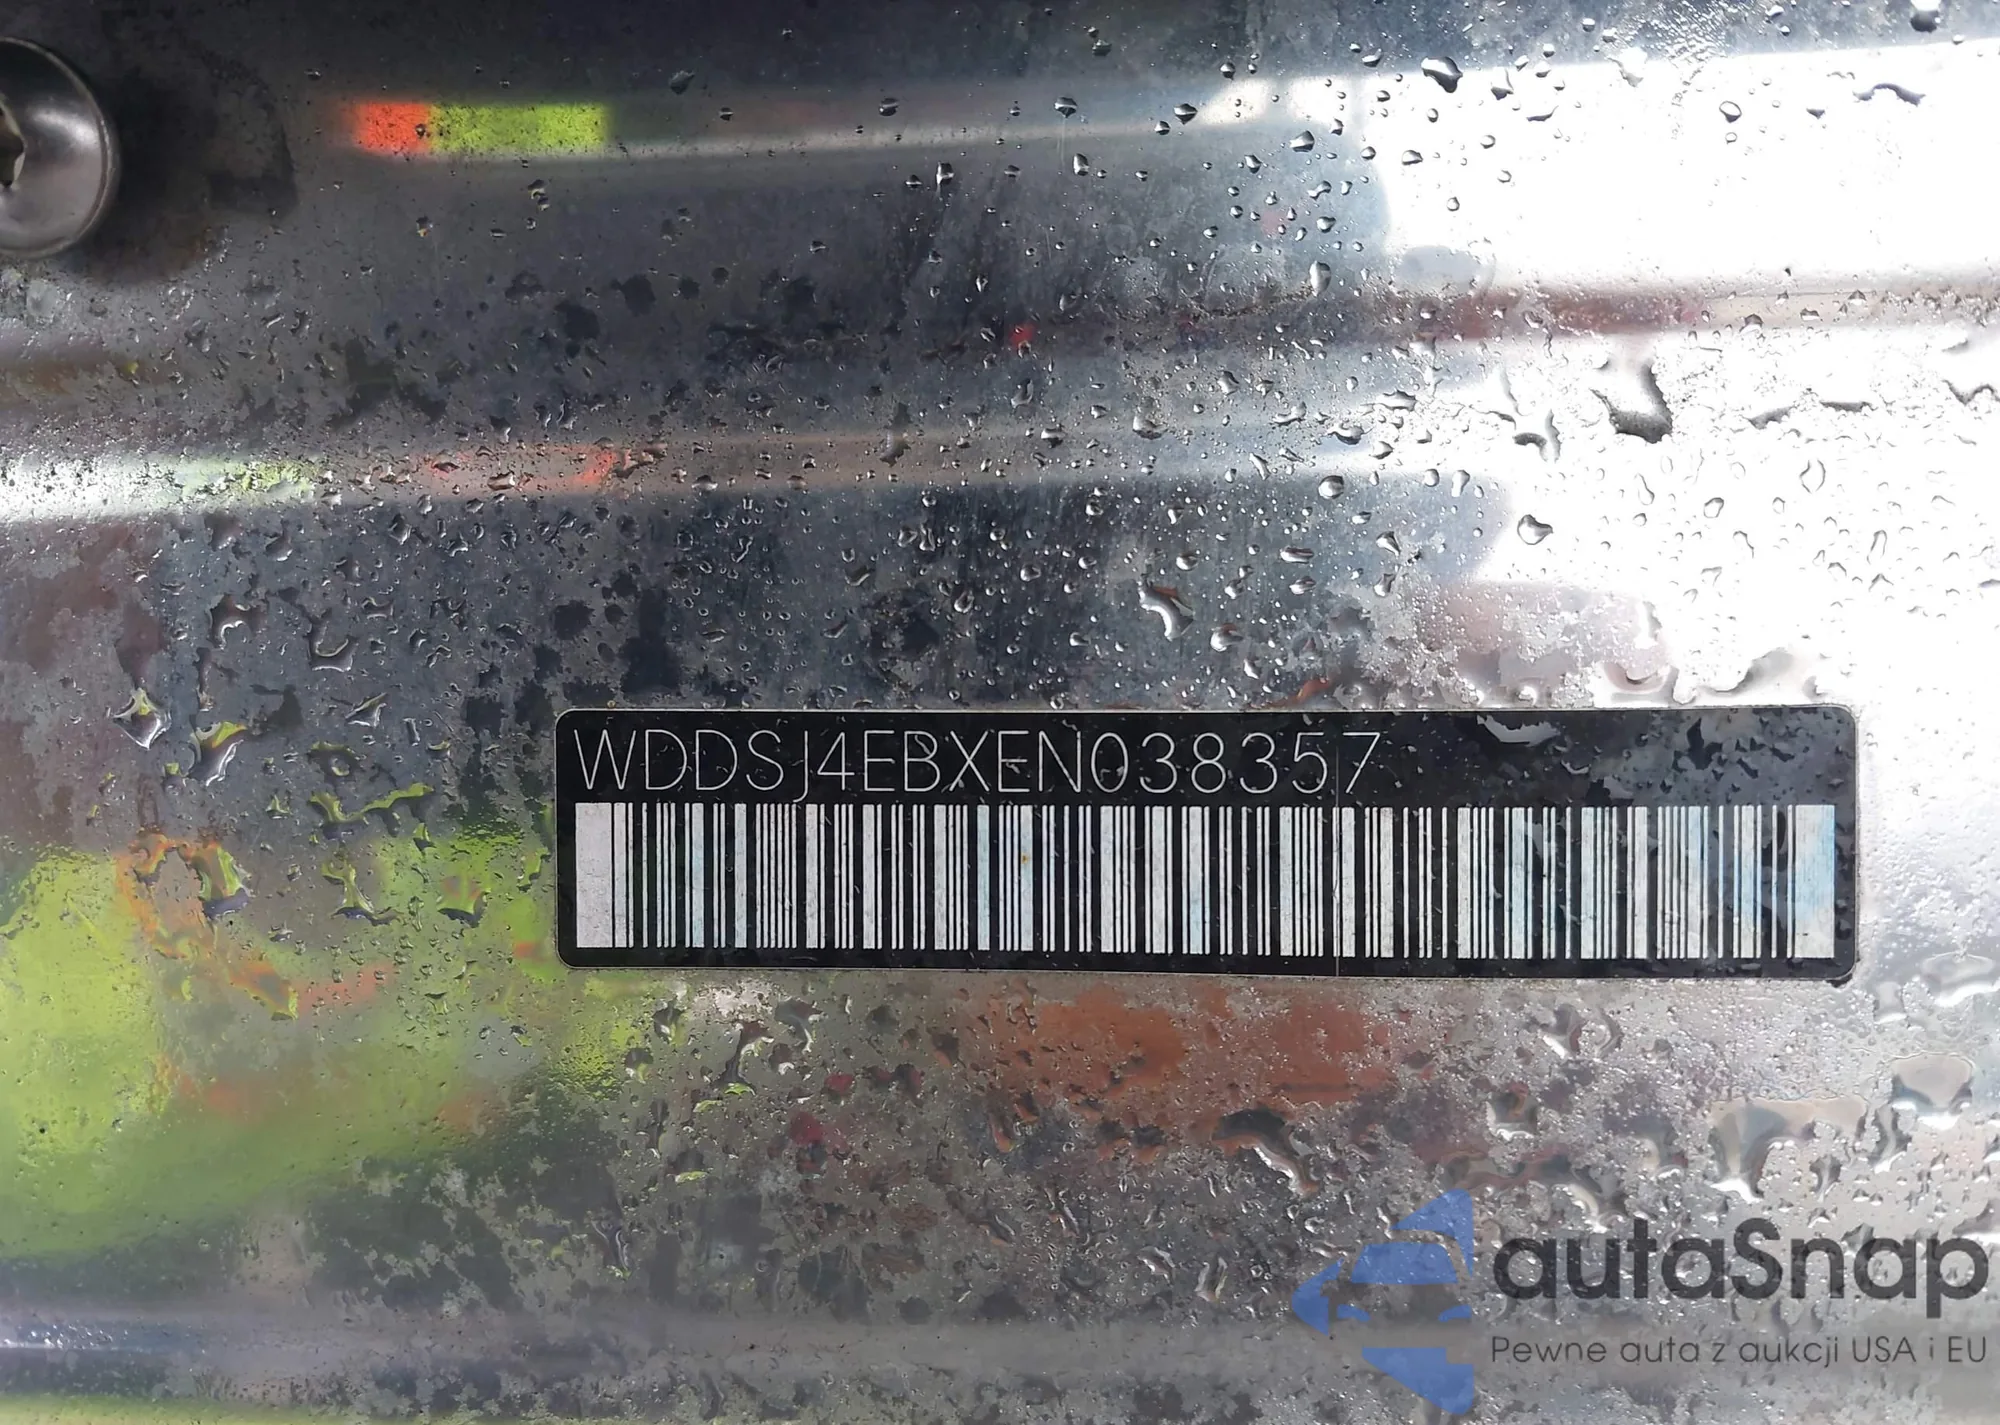 WDDSJ4EBXEN038357
autaSnap
Pewne auta z aukcji USA i EU